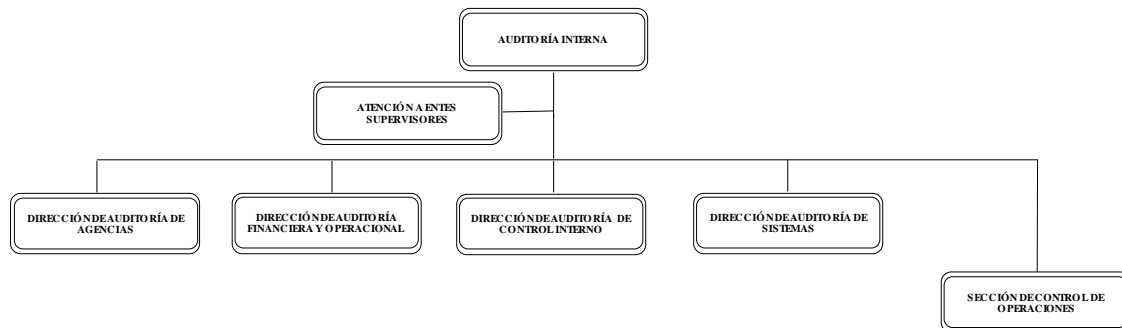 AUDITORÍA INTERNA
ATENCIÓN A ENTES
SUPERVISORES
DIRECCIÓN DE AUDITORÍA DE
AGENCIAS
DIRECCIÓN DE AUDITORÍA
FINANCIERA Y OPERACIONAL
DIRECCIÓN DE AUDITORÍA DE
CONTROL INTERNO
DIRECCIÓN DE AUDITORÍA DE
SISTEMAS
SECCIÓN DE CONTROL DE
OPERACIONES